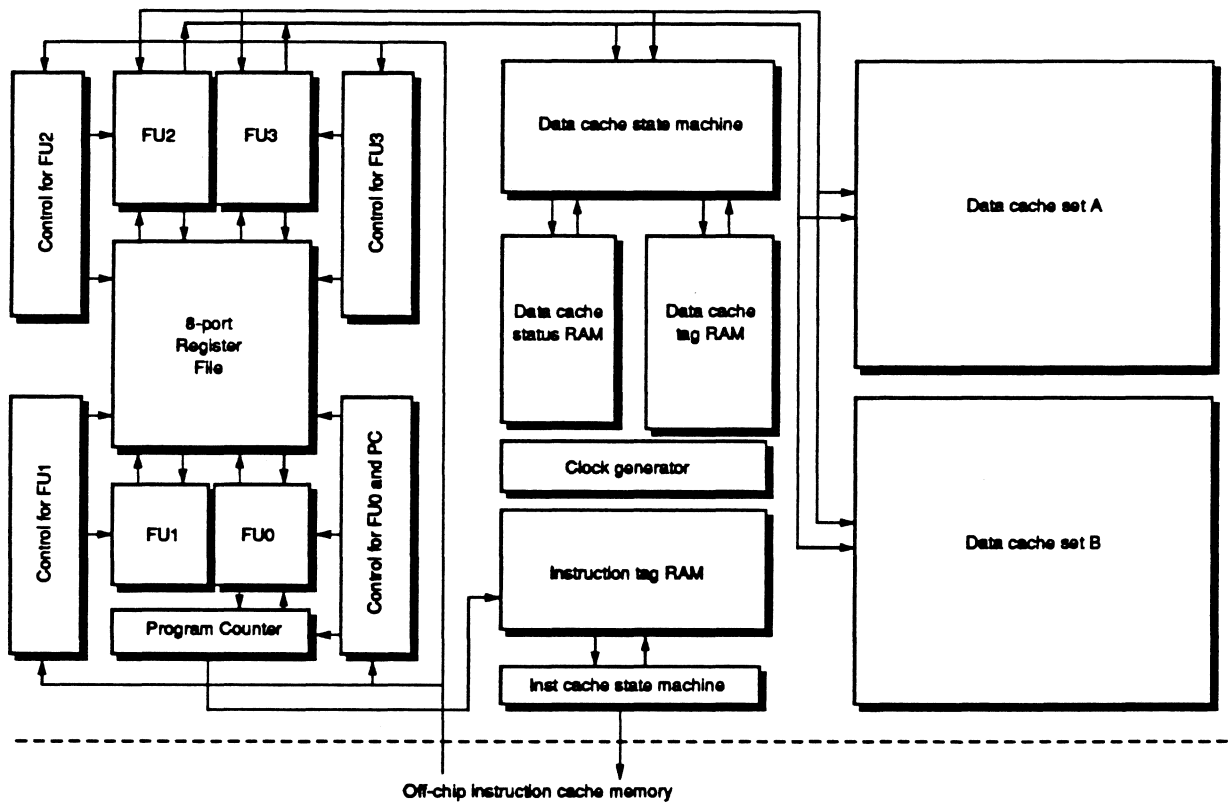 Control for FU2
FU2
FU3
Control for FU3
Data cache state machine
Data cache set A
8-port
Register
File
Data cache
status RAM
Data cache
tag RAM
Control for FU1
FU1
FU0
Control for FU0 and PC
Program Counter
Clock generator
Instruction tag RAM
Inst cache state machine
Data cache set B
Off-chip instruction cache memory